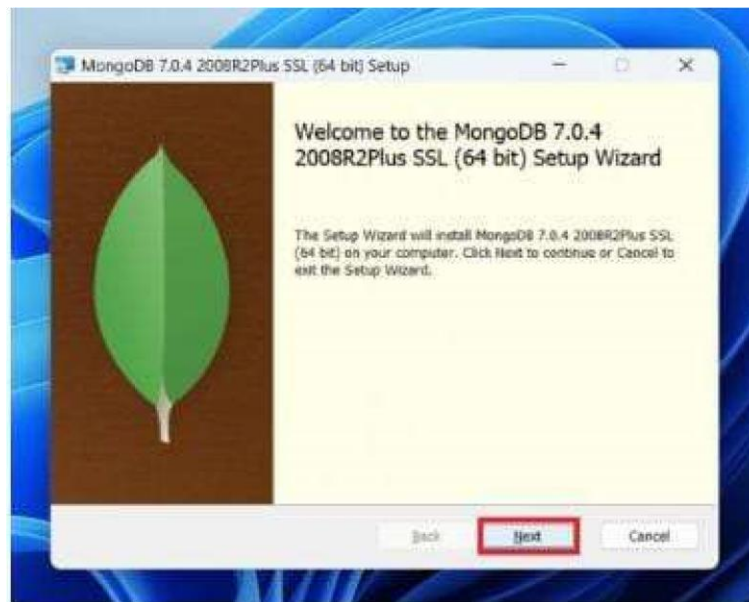 MongoDB 7.0.4 2008R2Plus SSL (64 bit) Setup
Welcome to the MongoDB 7.0.4
2008R2Plus SSL (64 bit) Setup Wizard
The Setup Wizard will install MongoDB 7.0.4 2008R2Plus SSL
(64 bit) on your computer. Click Next to continue or Cancel to
exit the Setup Wizard.
Back
Next
Cancel